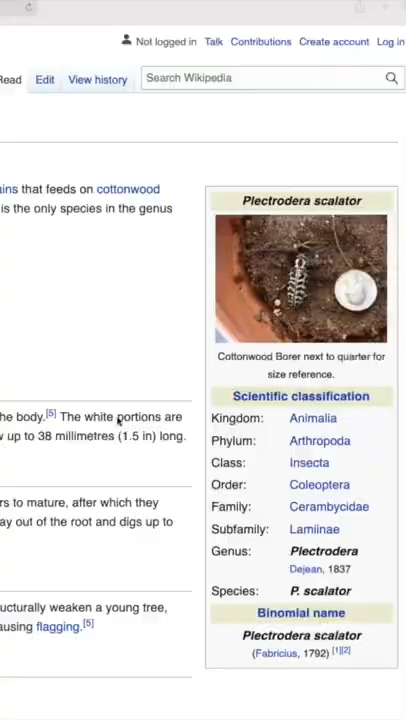 Not logged in Talk Contributions Create account Log in
Read Edit View history Search Wikipedia
ains that feeds on cottonwood
is the only species in the genus
Plectrodera scalator
Cottonwood Borer next to quarter for
size reference.
Scientific classification
Kingdom: Animalia
Phylum: Arthropoda
Class: Insecta
Order: Coleoptera
Family: Cerambycidae
Subfamily: Lamiinae
Genus: Plectrodera
Dejean, 1837
Species: P. scalator
Binomial name
Plectrodera scalator
(Fabricius, 1792) [1][2]
he body.[5] The white portions are
w up to 38 millimetres (1.5 in) long.
rs to mature, after which they
ay out of the root and digs up to
ucturally weaken a young tree,
ausing flagging.[5]